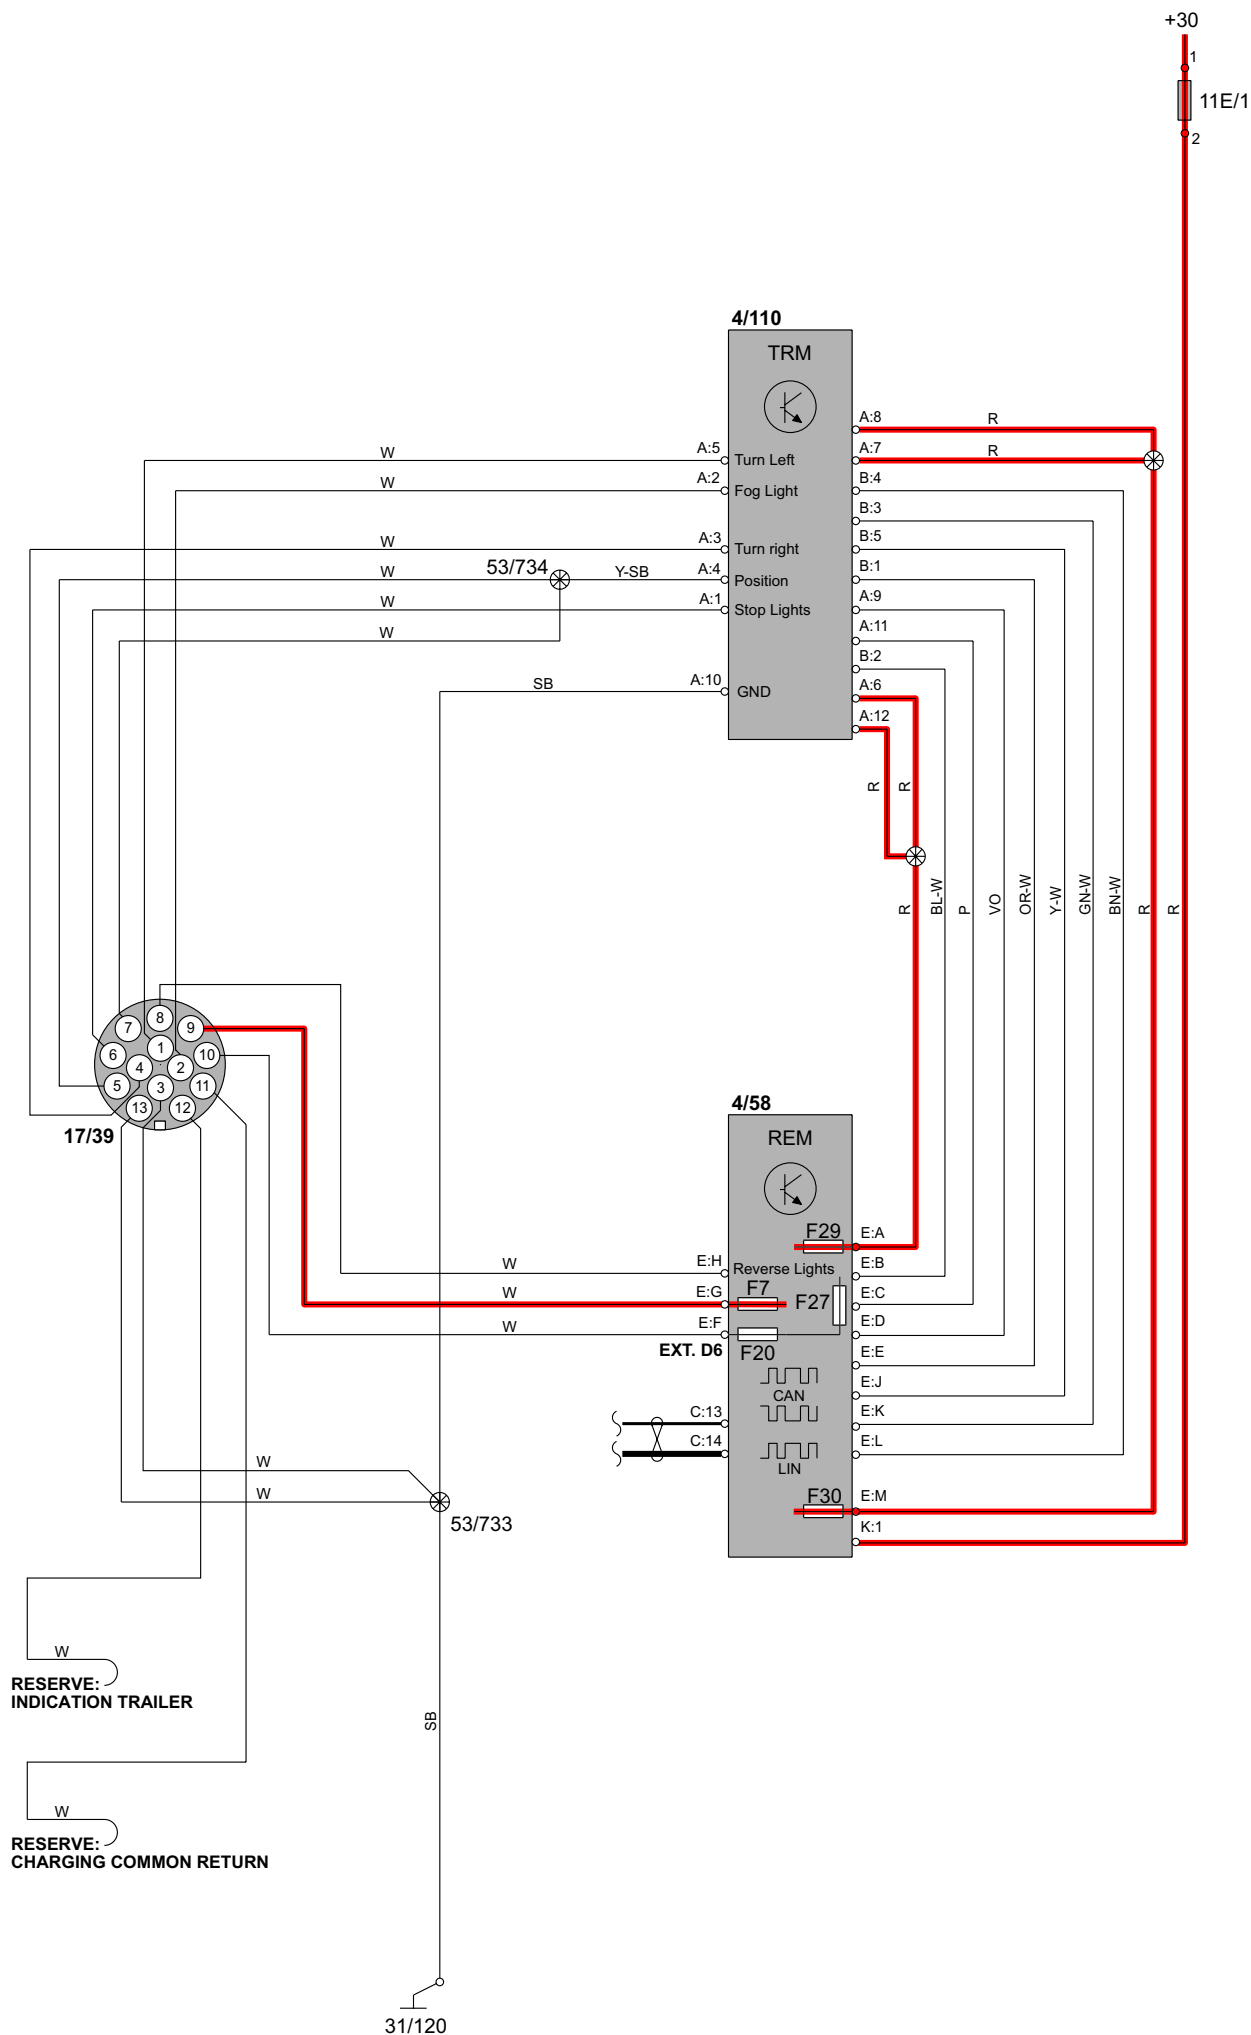 +30
1
11E/1
2
4/110
TRM
A:8 R
W A:5 Turn Left A:7 R
W A:2 Fog Light B:4
B:3
W A:3 Turn right B:5
W 53/734 Y-SB A:4 Position B:1
W A:1 Stop Lights A:9
W A:11
B:2
SB A:10 GND A:6
A:12
R R
R BL-W P VO OR-W Y-W GN-W BN-W R R
8
7 9
1
6 10
4 2
5 3 11
13 12
17/39
4/58
REM
F29 E:A
W E:H Reverse Lights E:B
W E:G F7 F27 E:C
W E:F E:D
EXT. D6 F20 E:E
CAN E:J
C:13 E:K
C:14 E:L
LIN
W
W
53/733
F30 E:M
K:1
W
RESERVE:
INDICATION TRAILER
SB
W
RESERVE:
CHARGING COMMON RETURN
31/120